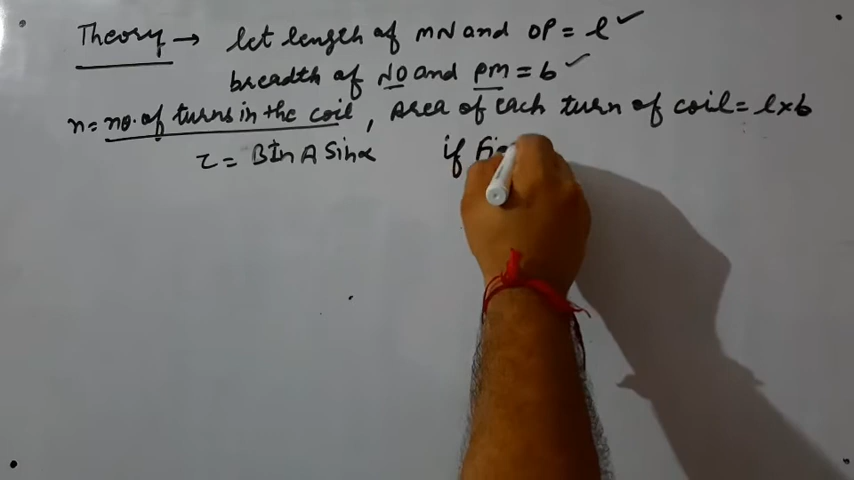 Theory → let length of MN and OP = l ✓
breadth of NO and PM = b ✓
n = no. of turns in the coil, Area of each turn of coil = l×b
τ = BInA Sinα if